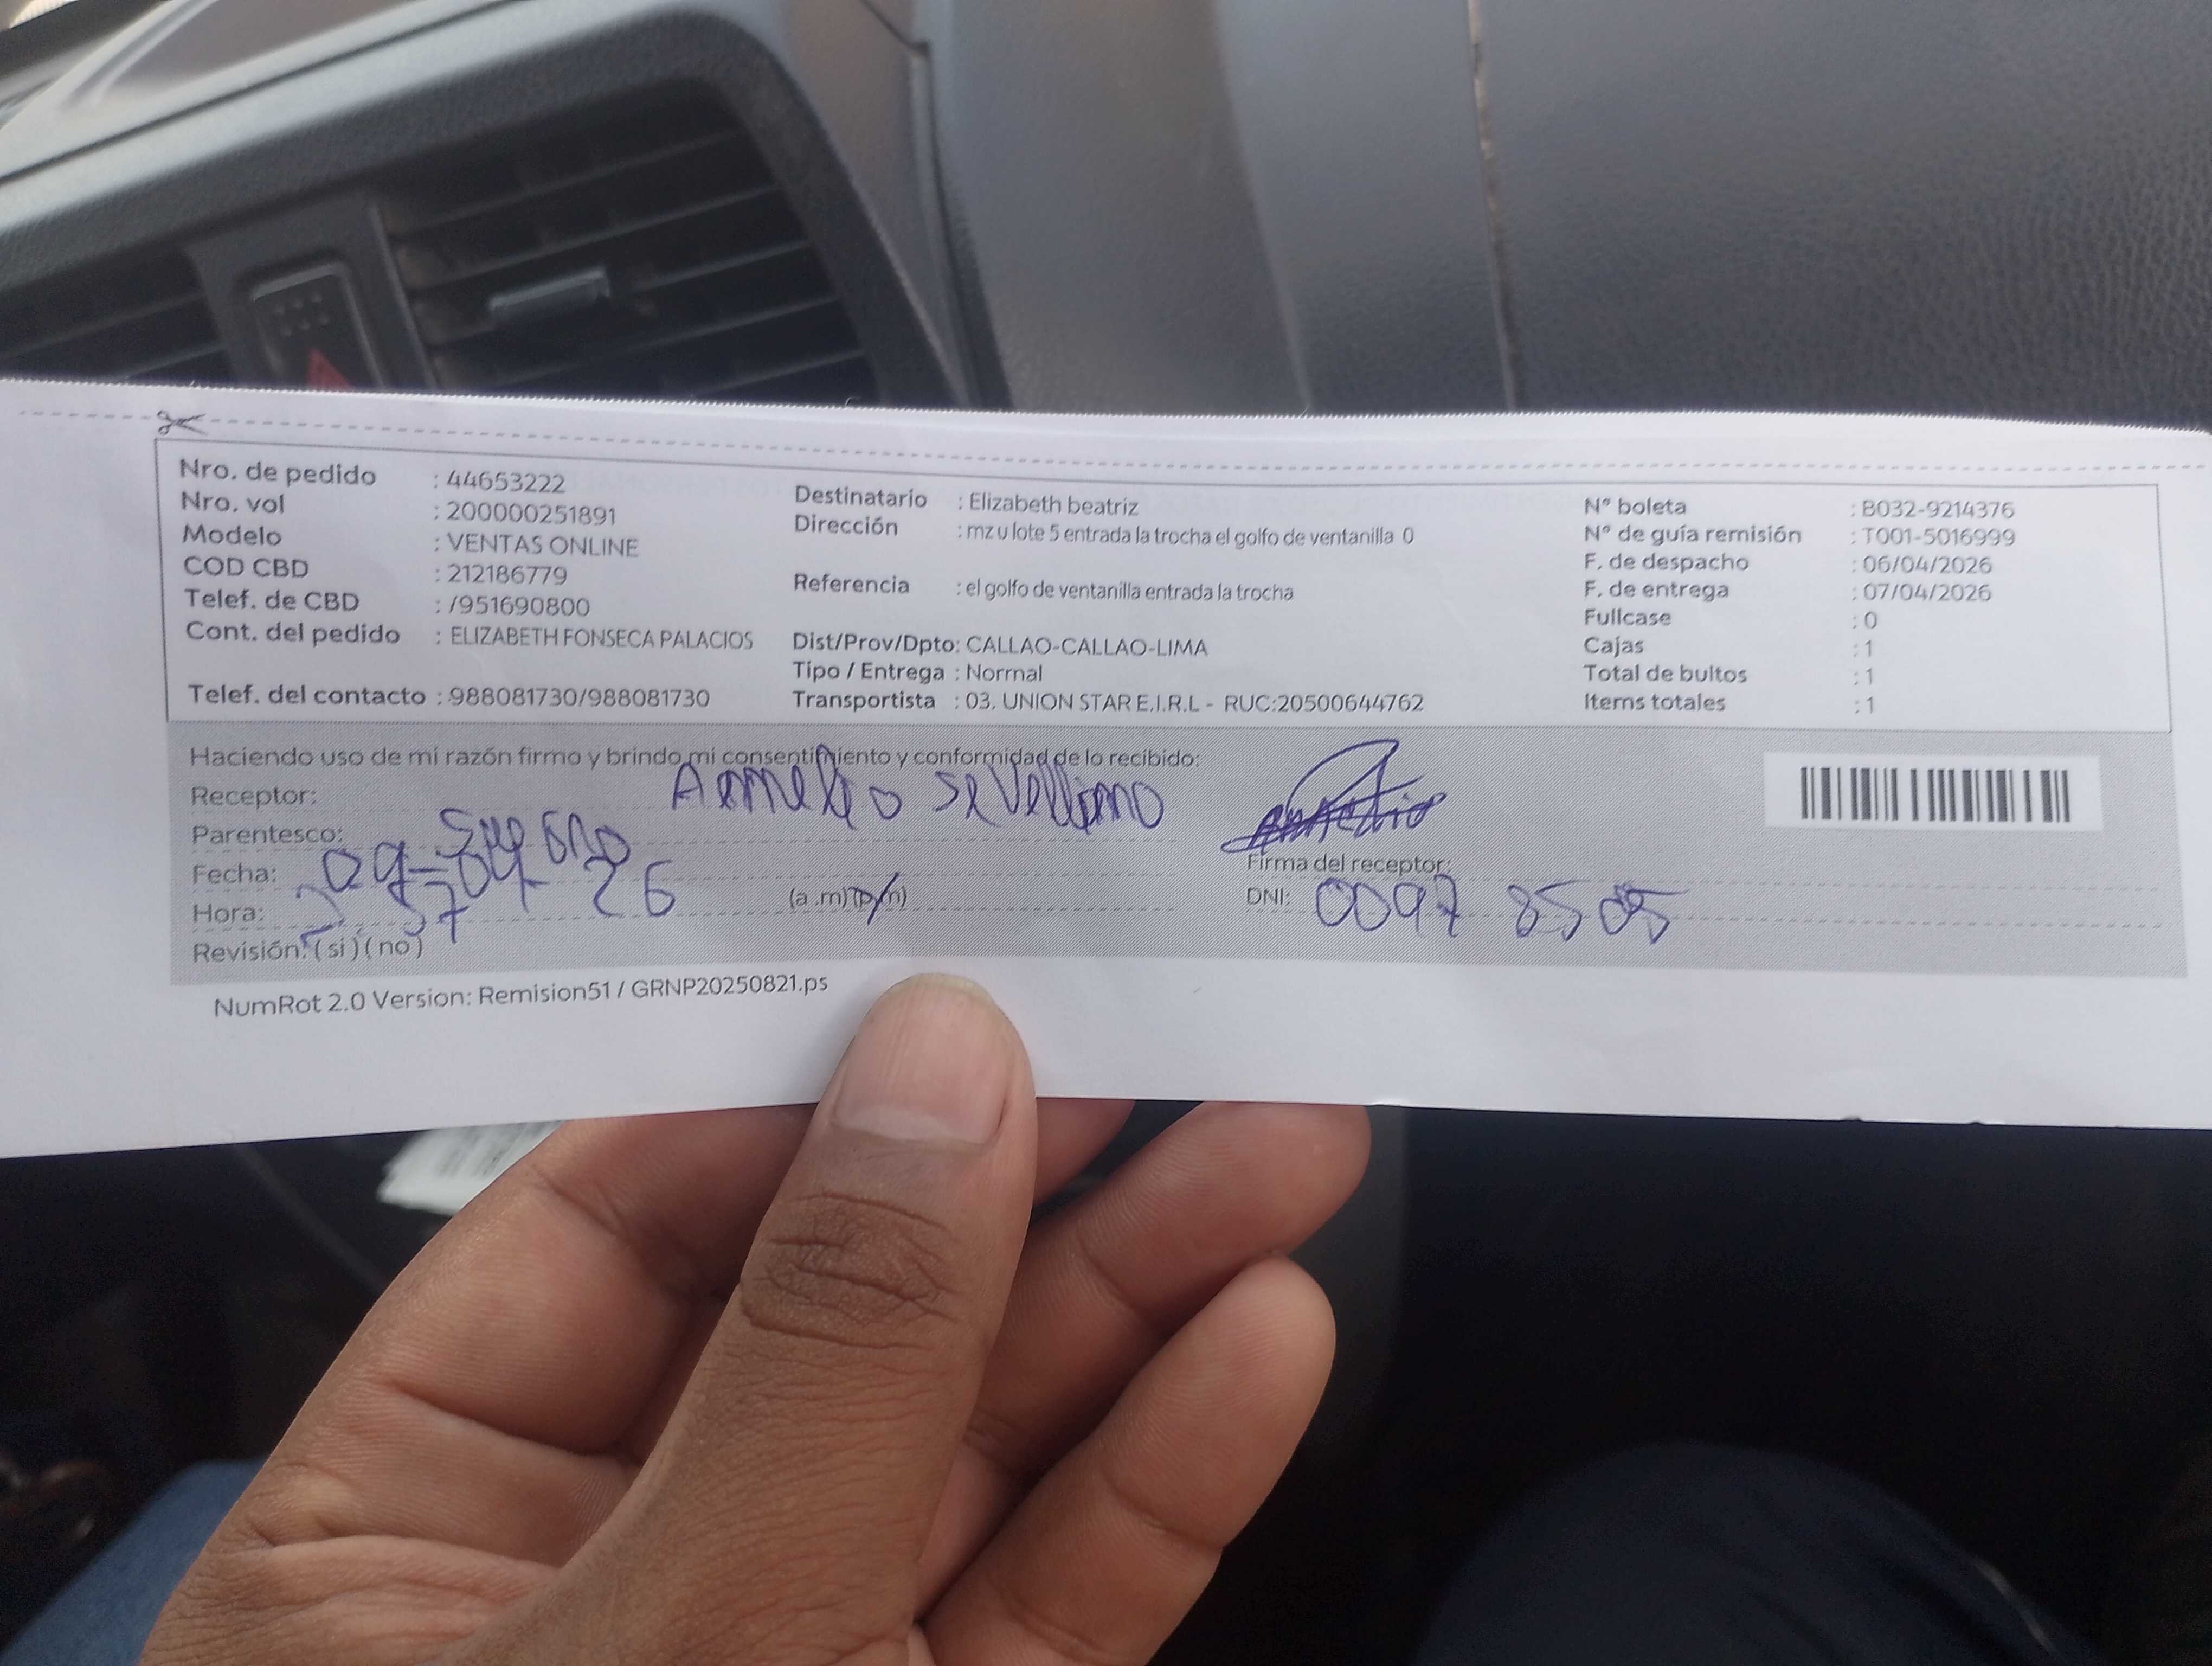 Nro. de pedido : 44653222
Nro. vol : 200000251891
Modelo : VENTAS ONLINE
COD CBD : 212186779
Telef. de CBD : /951690800
Cont. del pedido : ELIZABETH FONSECA PALACIOS
Telef. del contacto : 988081730/988081730
Destinatario : Elizabeth beatriz
Dirección : mz u lote 5 entrada la trocha el golfo de ventanilla 0
Referencia : el golfo de ventanilla entrada la trocha
Dist/Prov/Dpto: CALLAO-CALLAO-LIMA
Tipo / Entrega : Normal
Transportista : 03. UNION STAR E.I.R.L - RUC:20500644762
Nº boleta : B032-9214376
Nº de guía remisión : T001-5016999
F. de despacho : 06/04/2026
F. de entrega : 07/04/2026
Fullcase : 0
Cajas : 1
Total de bultos : 1
Items totales : 1
Haciendo uso de mi razón firmo y brindo mi consentimiento y conformidad de lo recibido:
Receptor:
Parentesco: Suegro
Fecha: 26
Hora: 57 (a .m) (p/m)
Revisión: ( si ) ( no )
Firma del receptor:
DNI: 0097 8505
NumRot 2.0 Version: Remision51 / GRNP20250821.ps